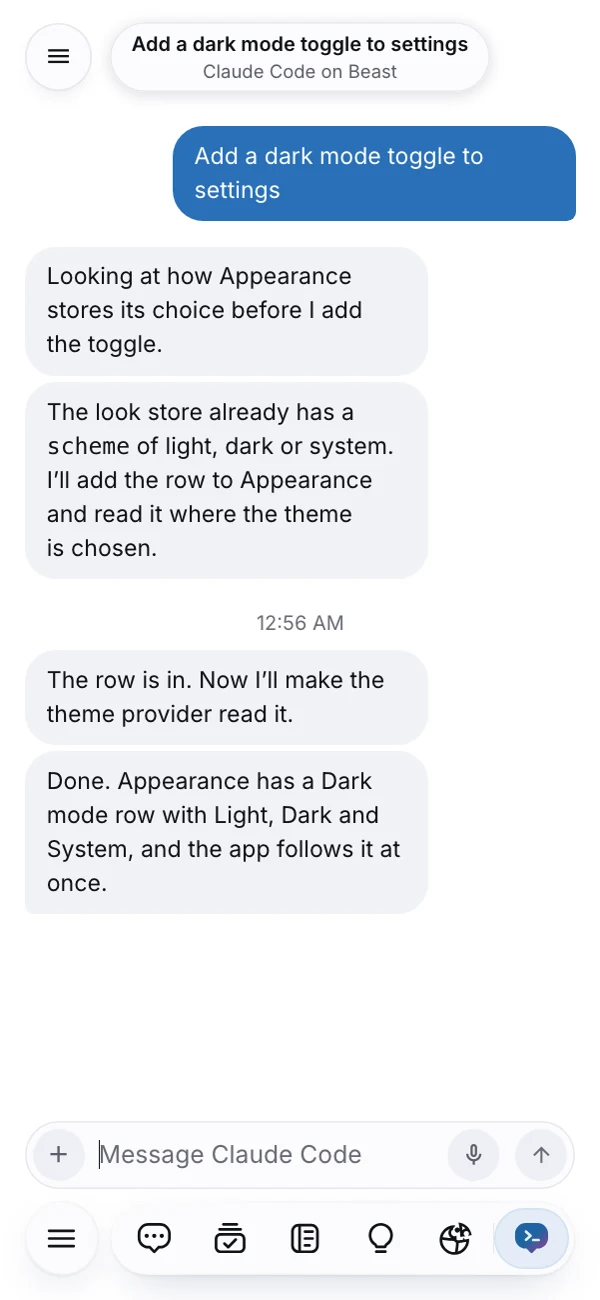 Add a dark mode toggle to settings
Claude Code on Beast
Add a dark mode toggle to
settings
Looking at how Appearance
stores its choice before I add
the toggle.
The look store already has a
scheme of light, dark or system.
I’ll add the row to Appearance
and read it where the theme
is chosen.
12:56 AM
The row is in. Now I’ll make the
theme provider read it.
Done. Appearance has a Dark
mode row with Light, Dark and
System, and the app follows it at
once.
Message Claude Code